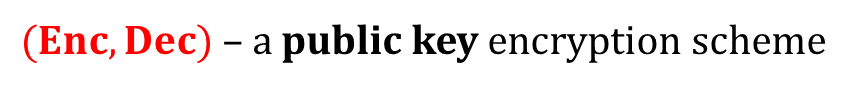 (Enc, Dec) – a public key encryption scheme